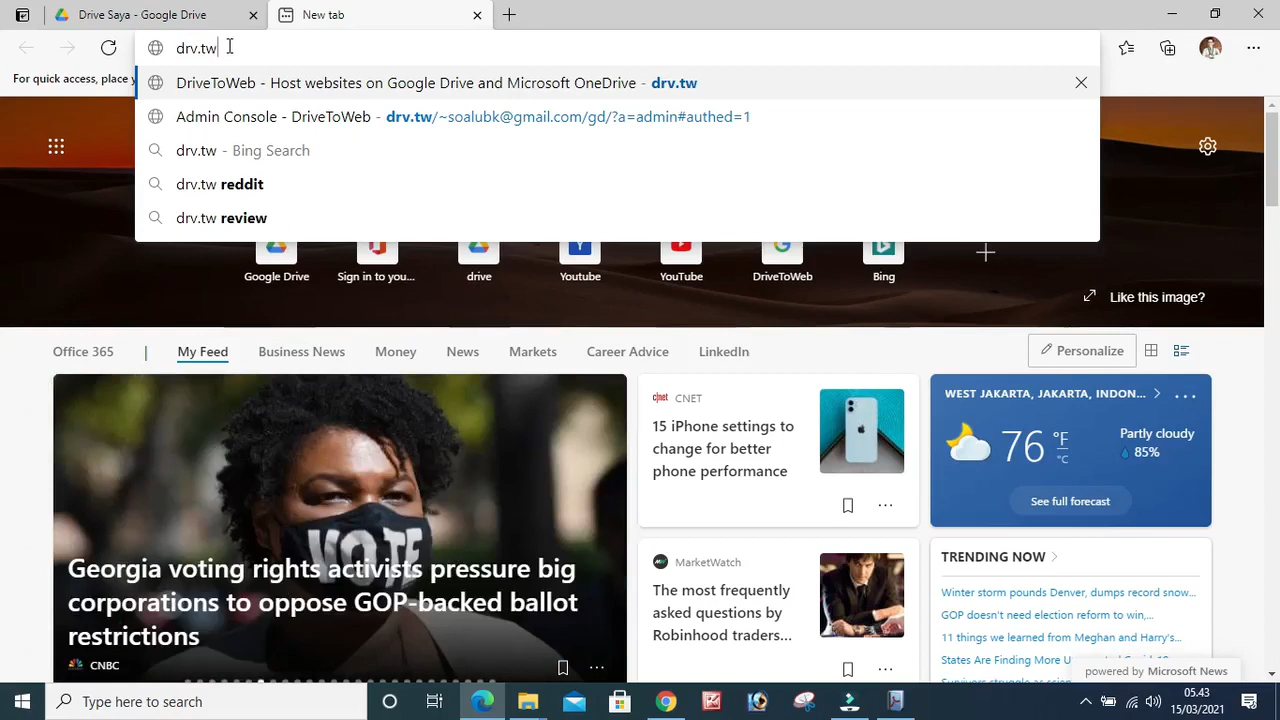 Drive Saya - Google Drive
New tab
drv.tw
For quick access, place y
DriveToWeb - Host websites on Google Drive and Microsoft OneDrive - drv.tw
Admin Console - DriveToWeb - drv.tw/~soalubk@gmail.com/gd/?a=admin#authed=1
drv.tw - Bing Search
drv.tw reddit
drv.tw review
Google Drive
Sign in to you...
drive
Youtube
YouTube
DriveToWeb
Bing
Like this image?
Office 365
My Feed
Business News
Money
News
Markets
Career Advice
LinkedIn
Personalize
VOTE
Georgia voting rights activists pressure big
corporations to oppose GOP-backed ballot
restrictions
CNBC
c|net CNET
15 iPhone settings to
change for better
phone performance
MarketWatch
The most frequently
asked questions by
Robinhood traders...
WEST JAKARTA, JAKARTA, INDON...
76 °F
°C
Partly cloudy
85%
See full forecast
TRENDING NOW
Winter storm pounds Denver, dumps record snow...
GOP doesn't need election reform to win,...
11 things we learned from Meghan and Harry's...
States Are Finding More U
powered by Microsoft News
Type here to search
05.43
15/03/2021